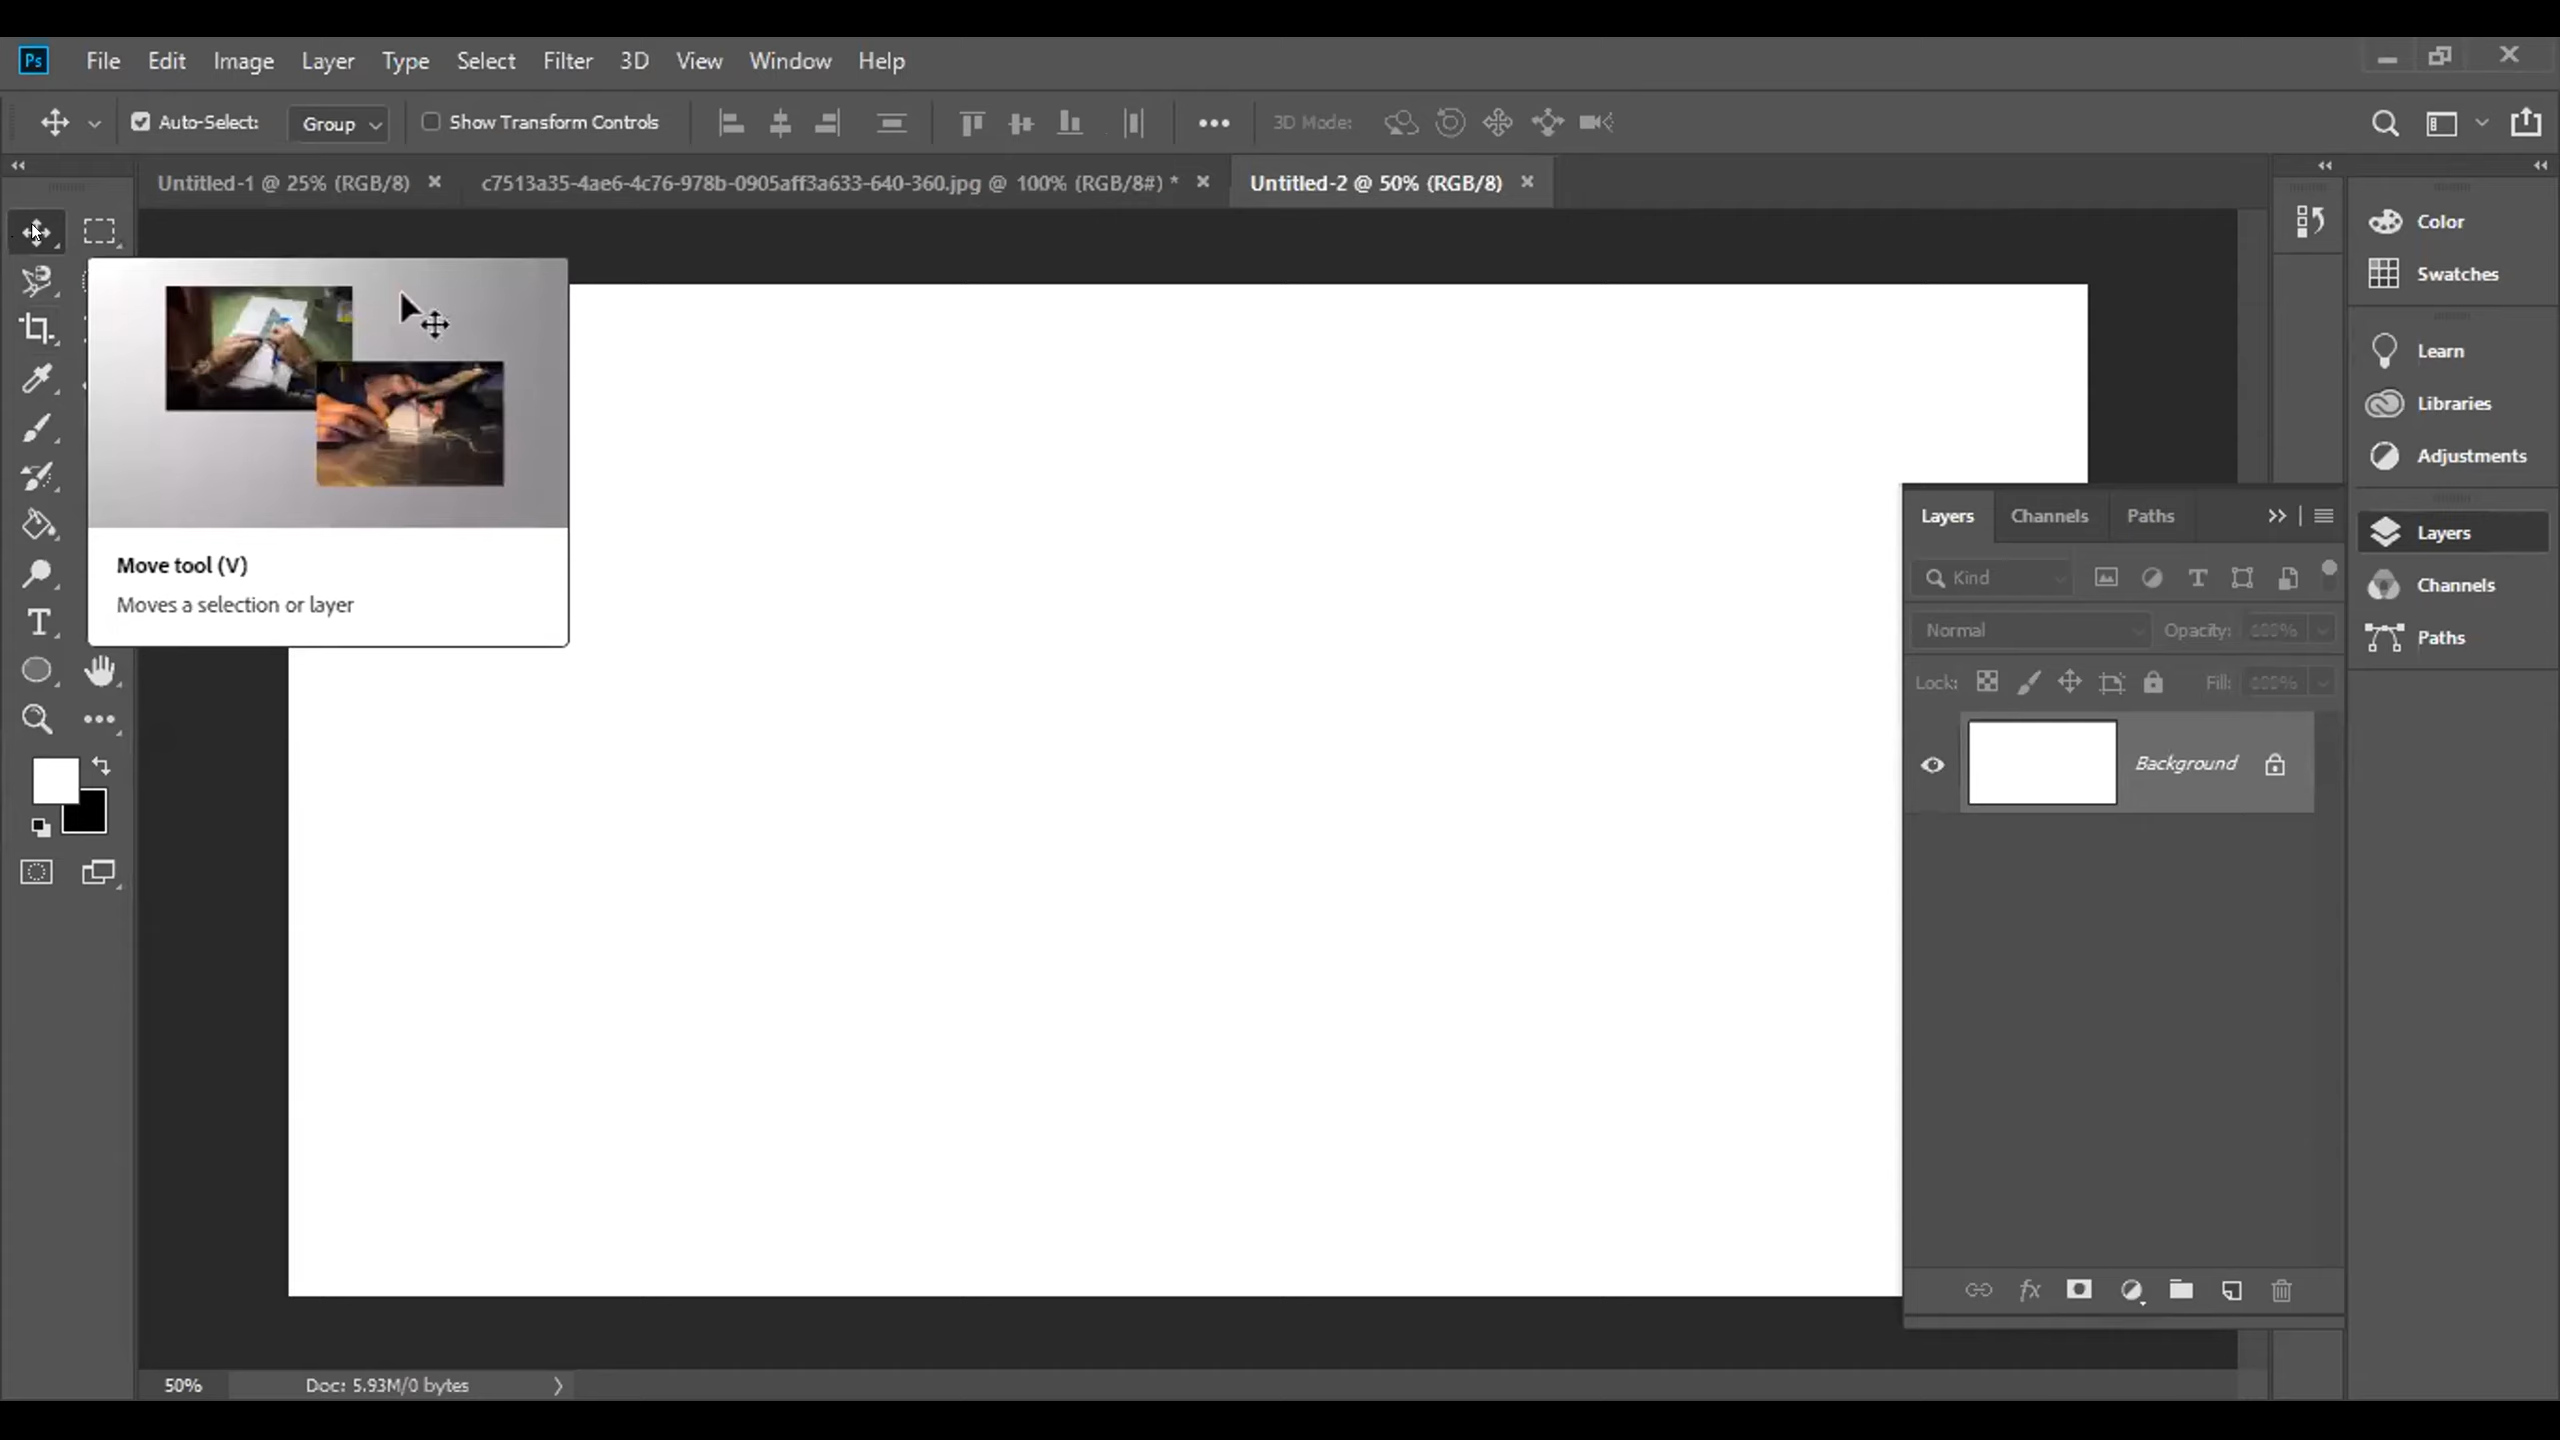 Ps File Edit Image Layer Type Select Filter 3D View Window Help
Auto-Select: Group Show Transform Controls 3D Mode:
Untitled-1 @ 25% (RGB/8) c7513a35-4ae6-4c76-978b-0905aff3a633-640-360.jpg @ 100% (RGB/8#) * Untitled-2 @ 50% (RGB/8)
Move tool (V)
Moves a selection or layer
Color
Swatches
Learn
Libraries
Adjustments
Layers
Channels
Paths
Layers Channels Paths
Kind
Normal Opacity:
Lock: Fill:
Background
fx
50% Doc: 5.93M/0 bytes